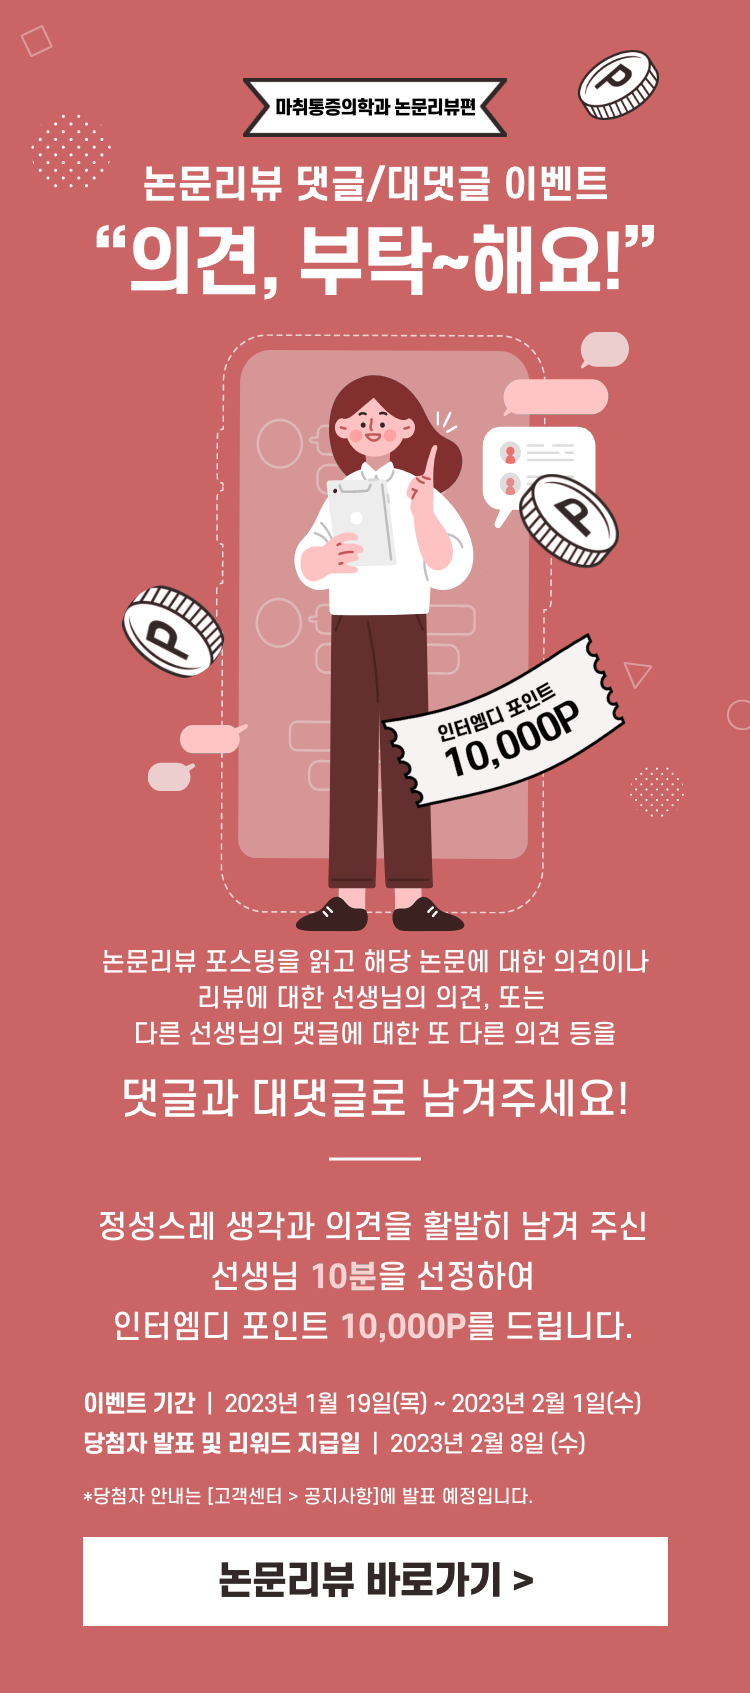 마취통증의학과 논문리뷰편
P
논문리뷰 댓글/대댓글 이벤트
“의견, 부탁~해요!”
P
P
인터엠디 포인트
10,000P
논문리뷰 포스팅을 읽고 해당 논문에 대한 의견이나
리뷰에 대한 선생님의 의견, 또는
다른 선생님의 댓글에 대한 또 다른 의견 등을
댓글과 대댓글로 남겨주세요!
정성스레 생각과 의견을 활발히 남겨 주신
선생님 10분을 선정하여
인터엠디 포인트 10,000P를 드립니다.
이벤트 기간 | 2023년 1월 19일(목) ~ 2023년 2월 1일(수)
당첨자 발표 및 리워드 지급일 | 2023년 2월 8일 (수)
*당첨자 안내는 [고객센터 > 공지사항]에 발표 예정입니다.
논문리뷰 바로가기 >